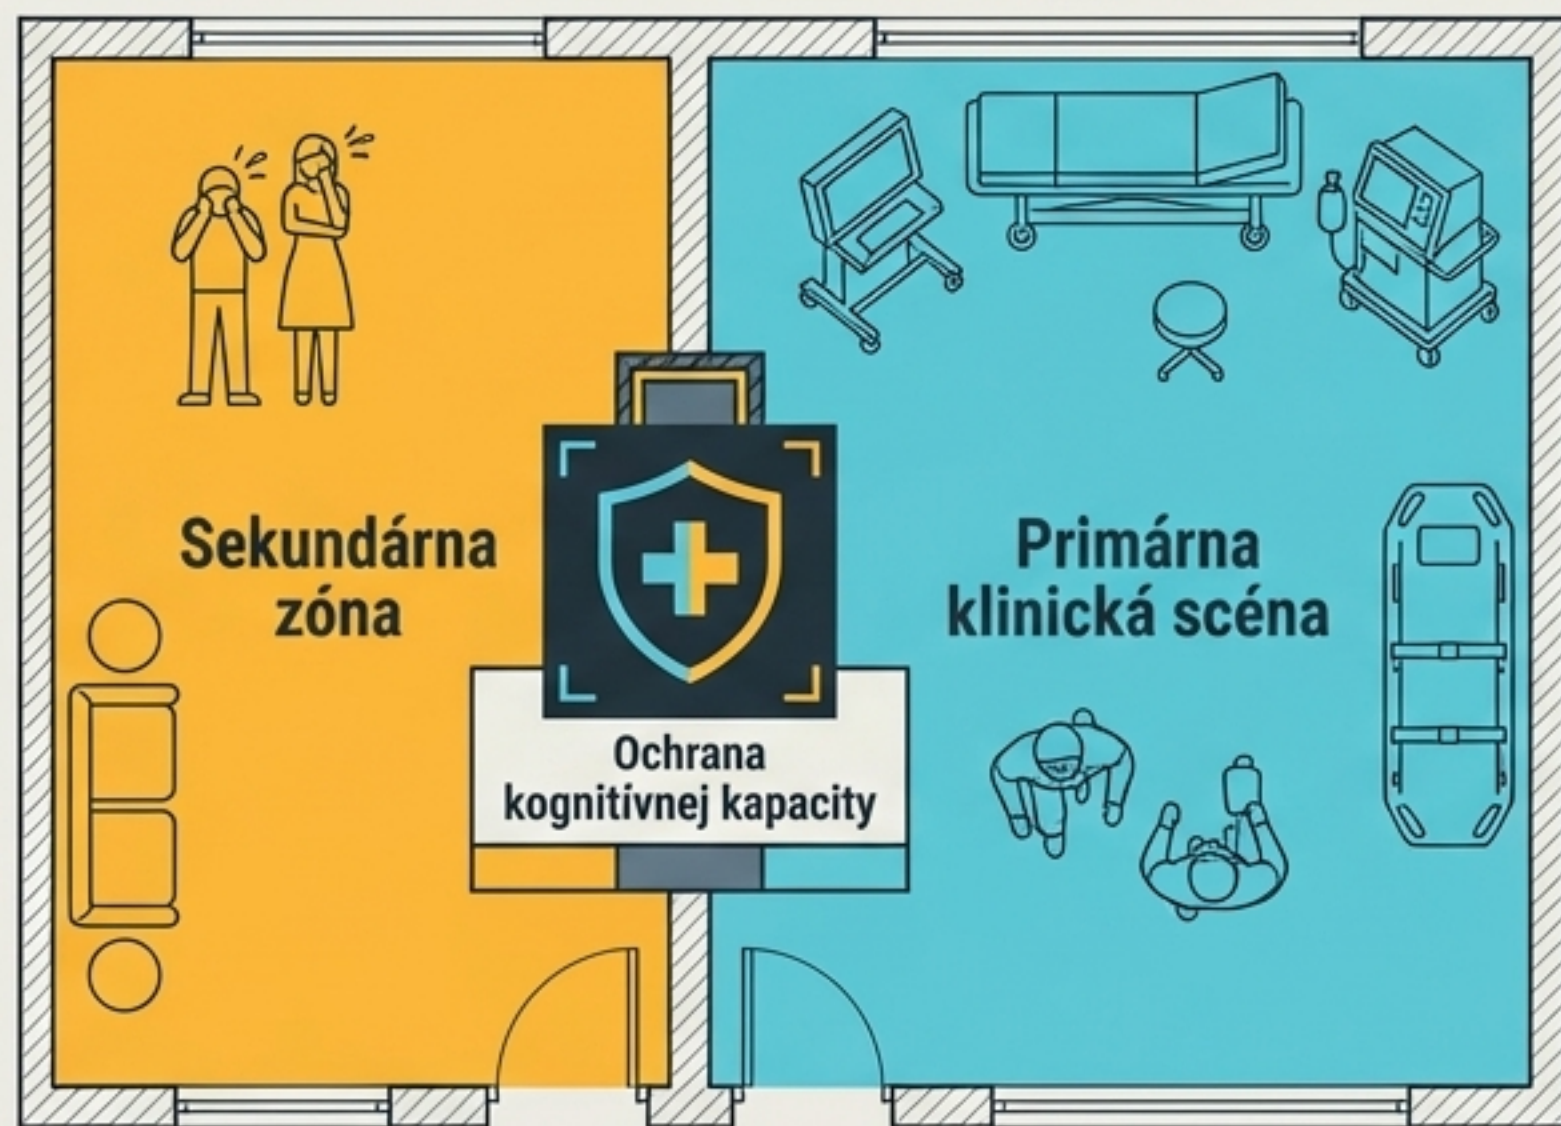 Sekundárna
zóna
Primárna
klinická scéna
Ochrana
kognitívnej kapacity